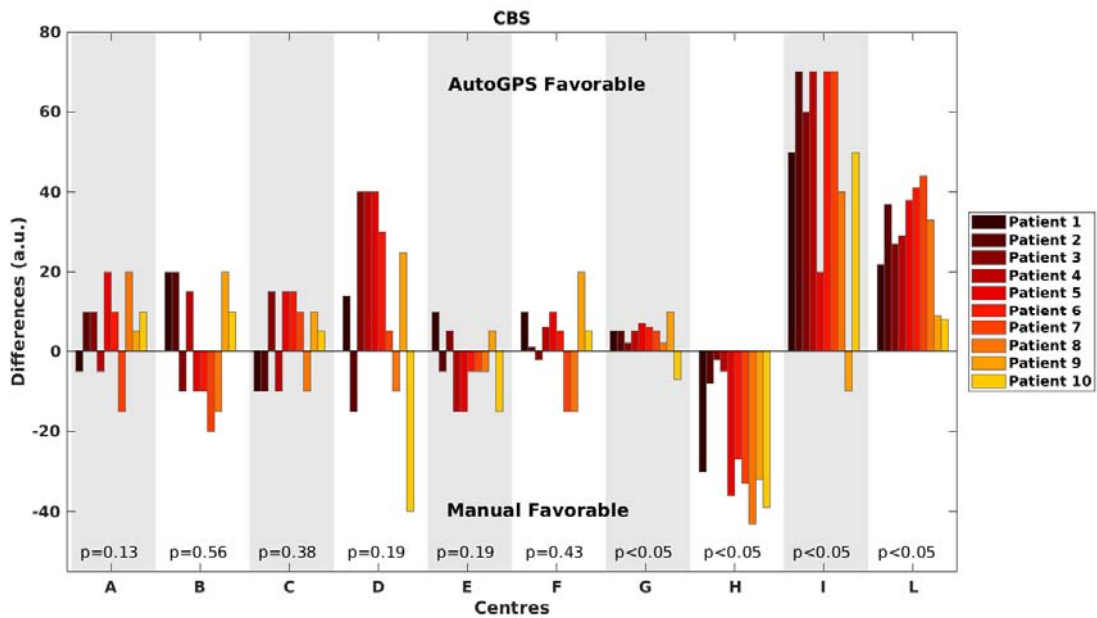 CBS
80
60
40
20
0
-20
-40
Differences (a.u.)
AutoGPS Favorable
Manual Favorable
p=0.13 p=0.56 p=0.38 p=0.19 p=0.19 p=0.43 p<0.05 p<0.05 p<0.05 p<0.05
A B C D E F G H I L
Centres
Patient 1
Patient 2
Patient 3
Patient 4
Patient 5
Patient 6
Patient 7
Patient 8
Patient 9
Patient 10